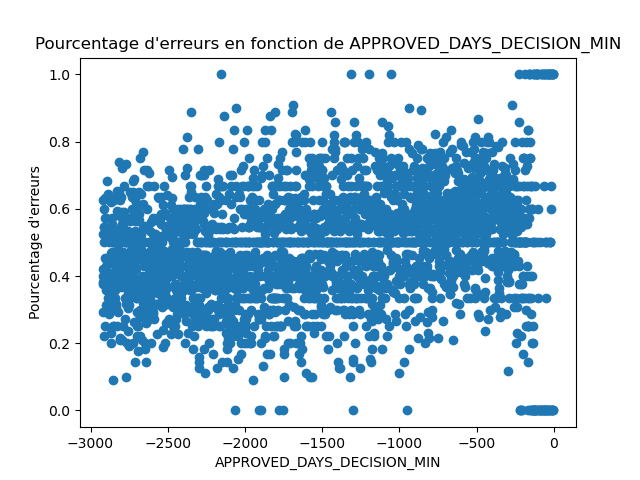 Pourcentage d'erreurs en fonction de APPROVED_DAYS_DECISION_MIN
1.0
0.8
0.6
0.4
0.2
0.0
Pourcentage d'erreurs
−3000 −2500 −2000 −1500 −1000 −500 0
APPROVED_DAYS_DECISION_MIN